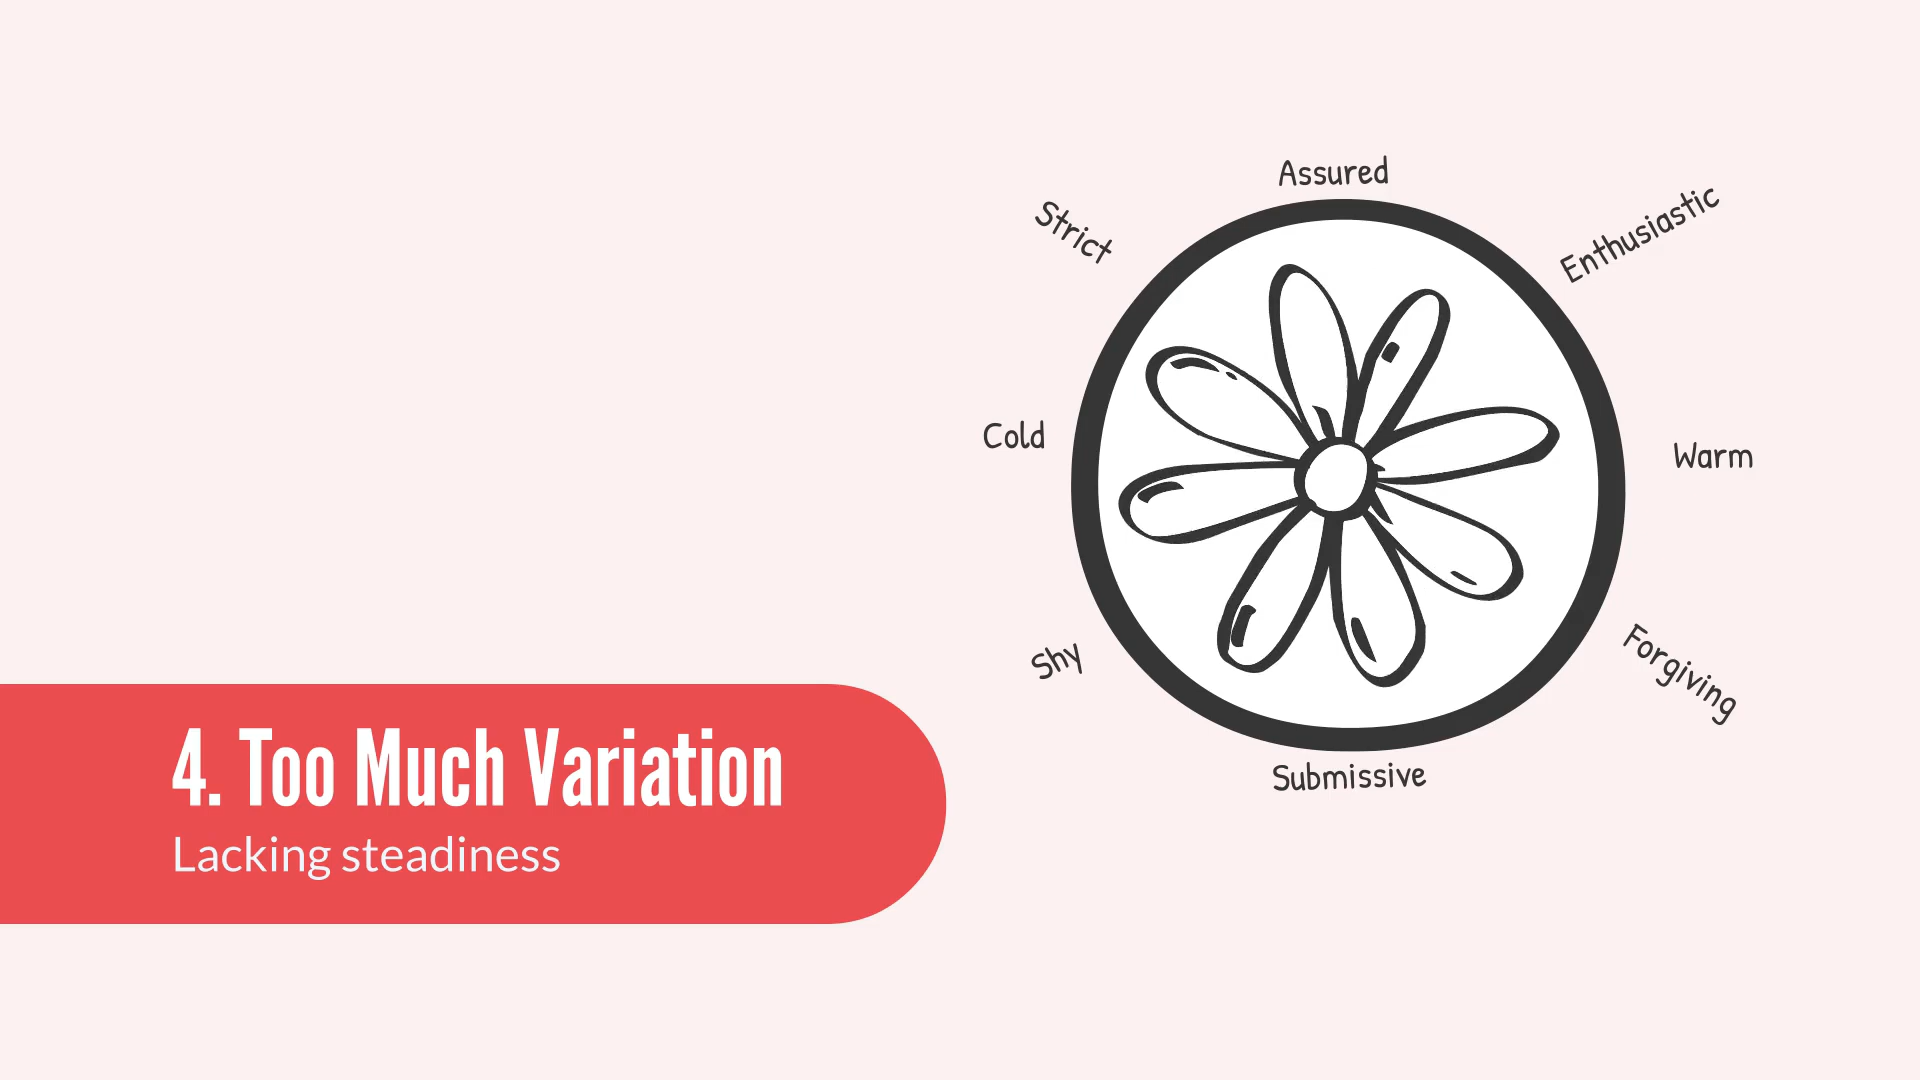 Assured
Strict
Enthusiastic
Cold
Warm
Shy
Forgiving
Submissive
4. Too Much Variation
Lacking steadiness